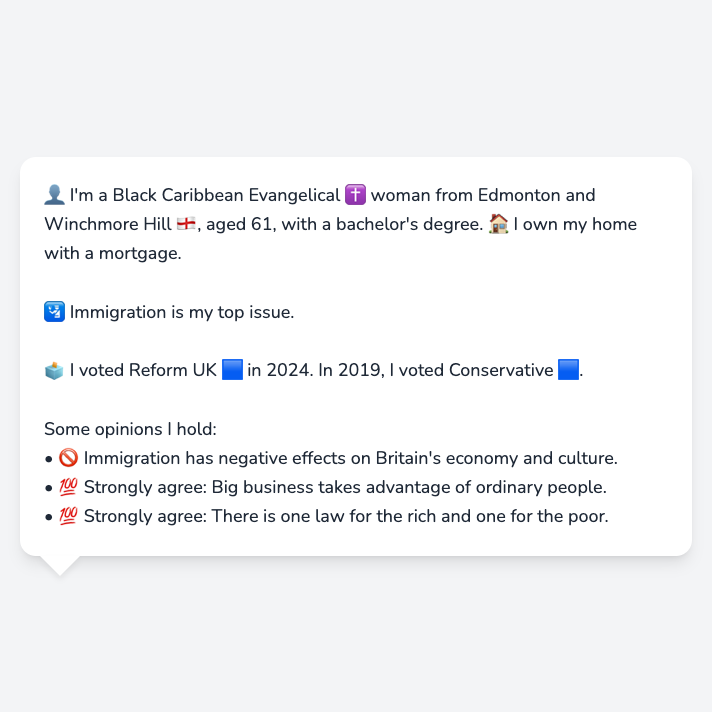 👤 I'm a Black Caribbean Evangelical ✝️ woman from Edmonton and
Winchmore Hill 🏴󠁧󠁢󠁥󠁮󠁧󠁿, aged 61, with a bachelor's degree. 🏠 I own my home
with a mortgage.
🛂 Immigration is my top issue.
🗳️ I voted Reform UK 🟦 in 2024. In 2019, I voted Conservative 🟦.
Some opinions I hold:
• 🚫 Immigration has negative effects on Britain's economy and culture.
• 💯 Strongly agree: Big business takes advantage of ordinary people.
• 💯 Strongly agree: There is one law for the rich and one for the poor.